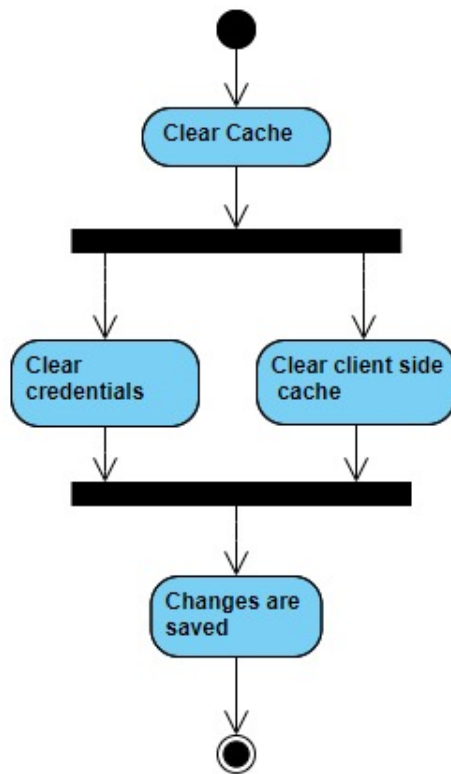 Clear Cache
Clear
credentials
Clear client side
cache
Changes are
saved